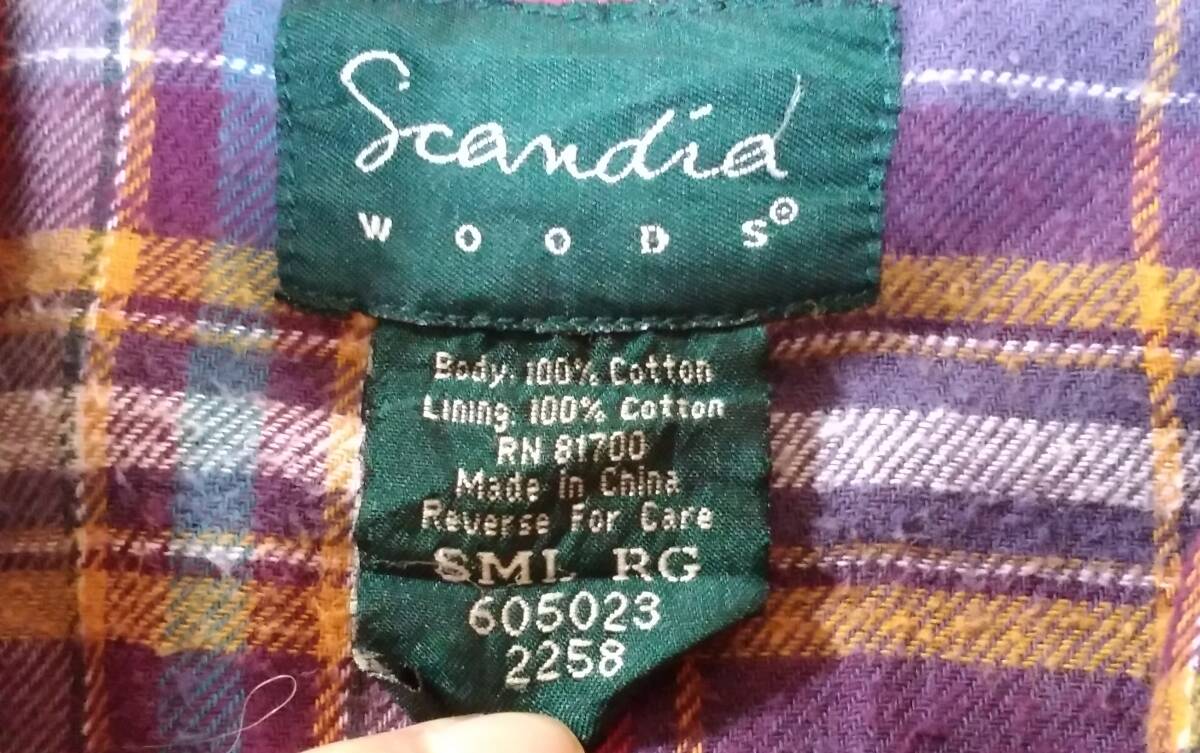 Scandia
WOODS®
Body 100% Cotton
Lining 100% Cotton
RN 81700
Made in China
Reverse For Care
SML RG
605023
2258